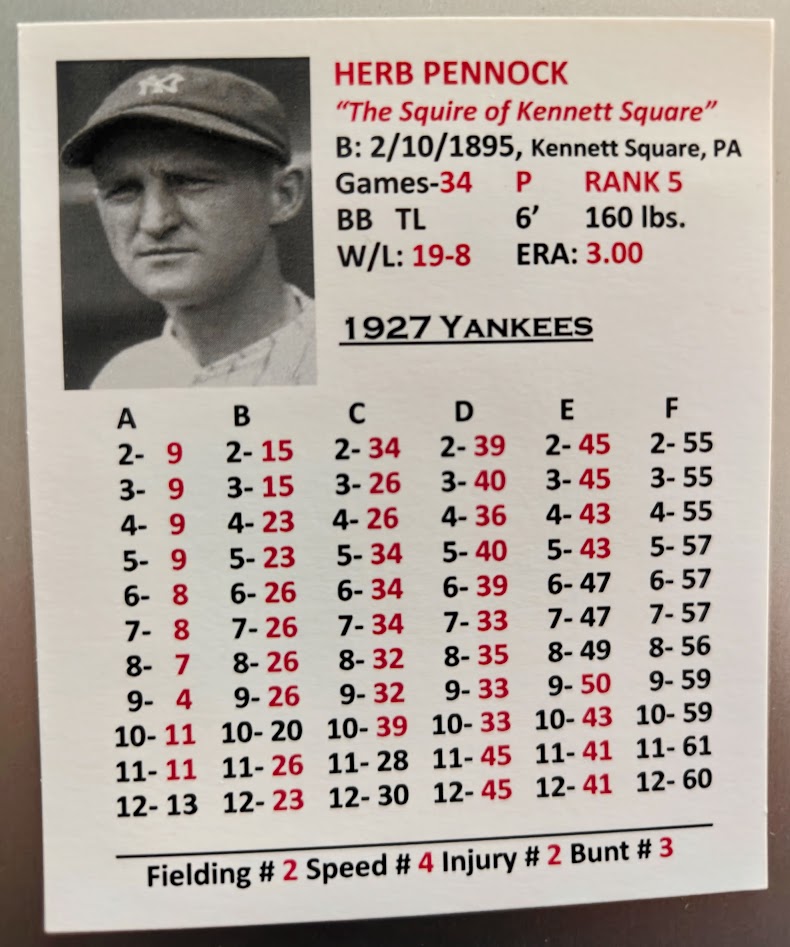 NY
HERB PENNOCK
“The Squire of Kennett Square”
B: 2/10/1895, Kennett Square, PA
Games-34 P RANK 5
BB TL 6’ 160 lbs.
W/L: 19-8 ERA: 3.00
1927 YANKEES
A B C D E F
2- 9 2- 15 2- 34 2- 39 2- 45 2- 55
3- 9 3- 15 3- 26 3- 40 3- 45 3- 55
4- 9 4- 23 4- 26 4- 36 4- 43 4- 55
5- 9 5- 23 5- 34 5- 40 5- 43 5- 57
6- 8 6- 26 6- 34 6- 39 6- 47 6- 57
7- 8 7- 26 7- 34 7- 33 7- 47 7- 57
8- 7 8- 26 8- 32 8- 35 8- 49 8- 56
9- 4 9- 26 9- 32 9- 33 9- 50 9- 59
10- 11 10- 20 10- 39 10- 33 10- 43 10- 59
11- 11 11- 26 11- 28 11- 45 11- 41 11- 61
12- 13 12- 23 12- 30 12- 45 12- 41 12- 60
Fielding # 2 Speed # 4 Injury # 2 Bunt # 3